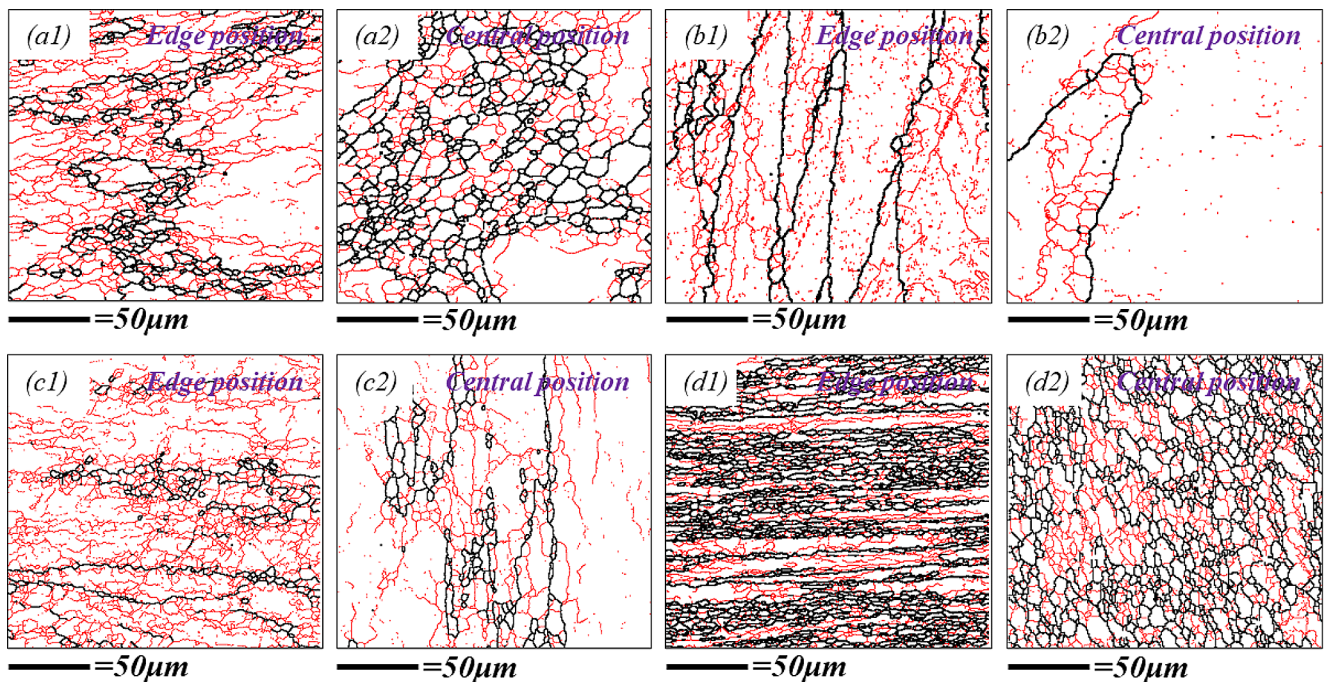 (a1) Edge position
(a2) Central position
(b1) Edge position
(b2) Central position
=50μm
=50μm
=50μm
=50μm
(c1) Edge position
(c2) Central position
(d1) Edge position
(d2) Central position
=50μm
=50μm
=50μm
=50μm